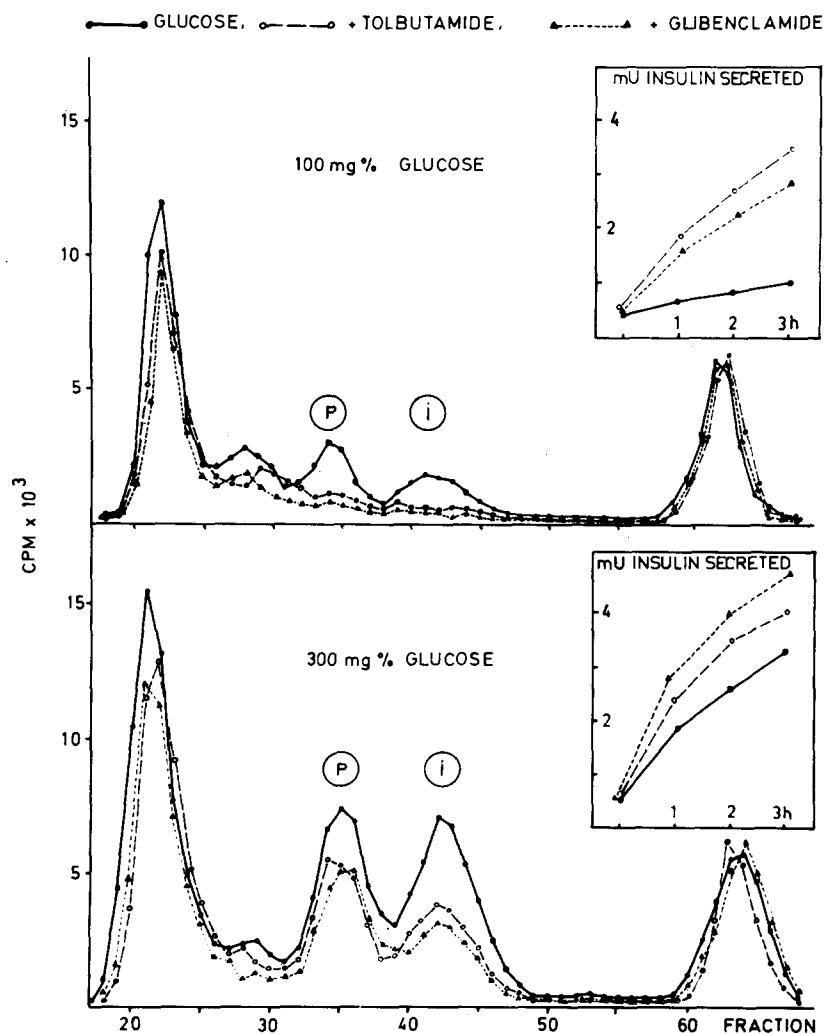 GLUCOSE, + TOLBUTAMIDE, + GLIBENCLAMIDE
mU INSULIN SECRETED
4
2
1 2 3h
100 mg % GLUCOSE
15
10
5
P i
CPM x 10³
mU INSULIN SECRETED
4
2
1 2 3h
300 mg % GLUCOSE
15
10
5
P i
20 30 40 50 60 FRACTION